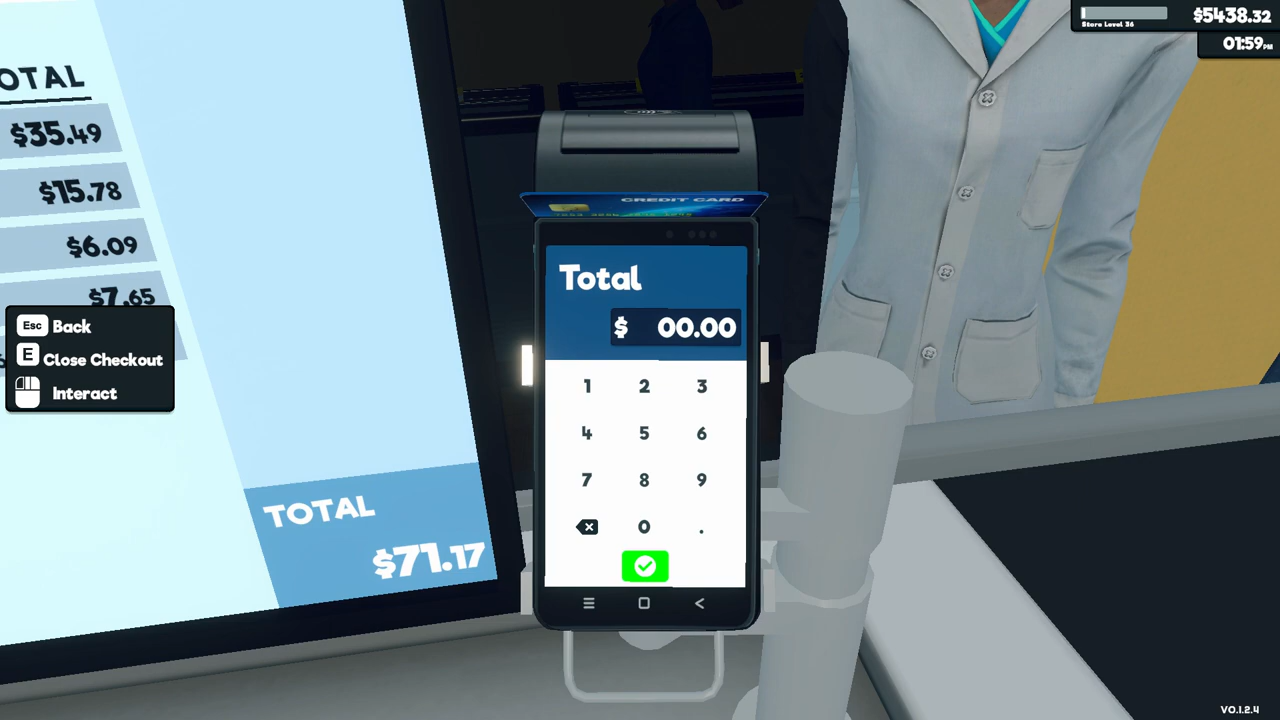 OTAL
$35.49
$15.78
$6.09
$7.65
Esc Back
E Close Checkout
Interact
TOTAL
$71.17
CREDIT CARD
Total
$ 00.00
1 2 3
4 5 6
7 8 9
0 .
Store Level 36
$5438.32
01:59PM
V0.1.2.4